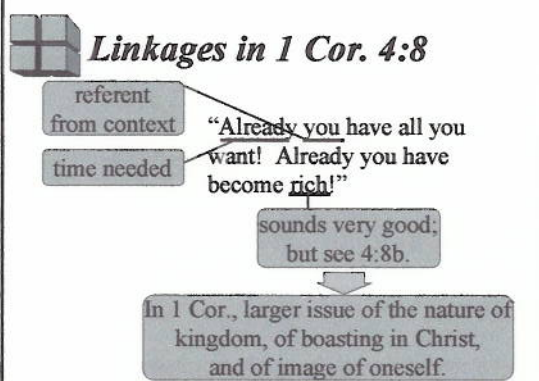 Linkages in 1 Cor. 4:8
referent
from context
time needed
“Already you have all you
want! Already you have
become rich!”
sounds very good;
but see 4:8b.
In 1 Cor., larger issue of the nature of
kingdom, of boasting in Christ,
and of image of oneself.